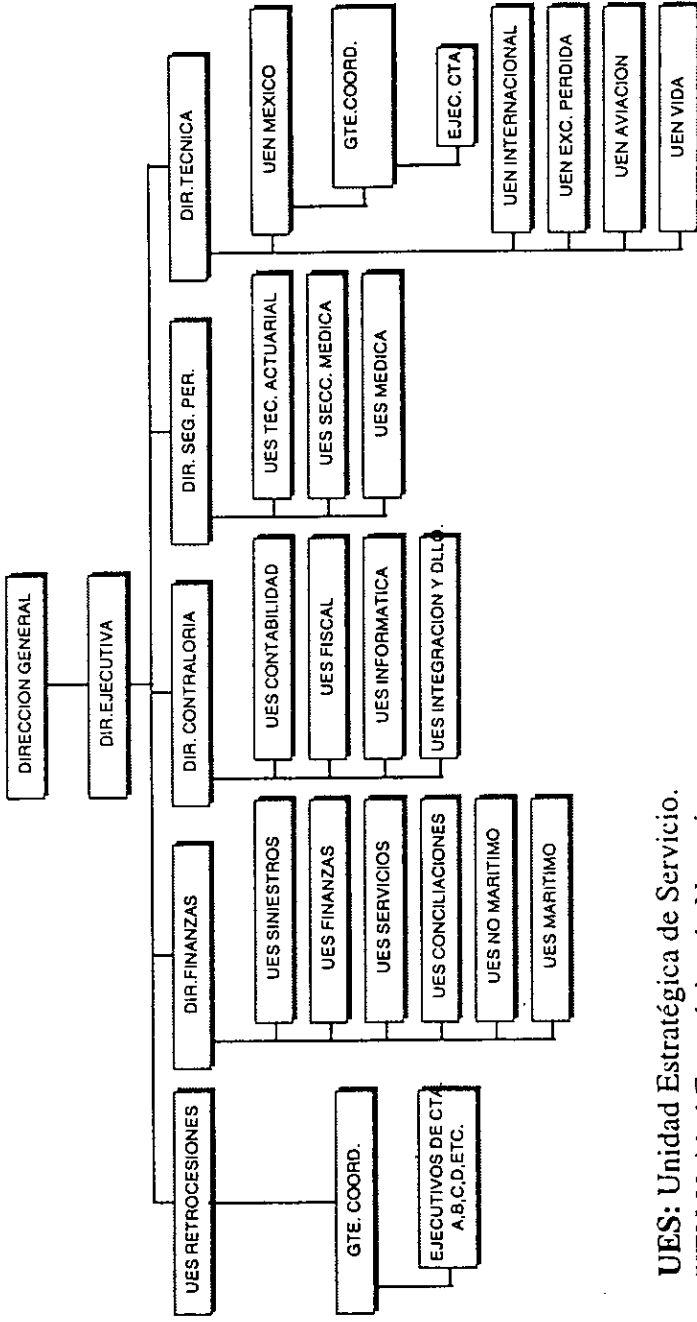 DIRECCION GENERAL
DIR.EJECUTIVA
UES RETROCESIONES
GTE. COORD.
EJECUTIVOS DE CTA.
A,B,C,D,ETC.
DIR.FINANZAS
UES SINIESTROS
UES FINANZAS
UES SERVICIOS
UES CONCILIACIONES
UES NO MARITIMO
UES MARITIMO
DIR. CONTRALORIA
UES CONTABILIDAD
UES FISCAL
UES INFORMATICA
UES INTEGRACION Y DLLO.
DIR. SEG. PER.
UES TEC. ACTUARIAL
UES SECC. MEDICA
UES MEDICA
DIR.TECNICA
UEN MEXICO
GTE.COORD.
EJEC. CTA.
UEN INTERNACIONAL
UEN EXC. PERDIDA
UEN AVIACION
UEN VIDA
UES: Unidad Estratégica de Servicio.